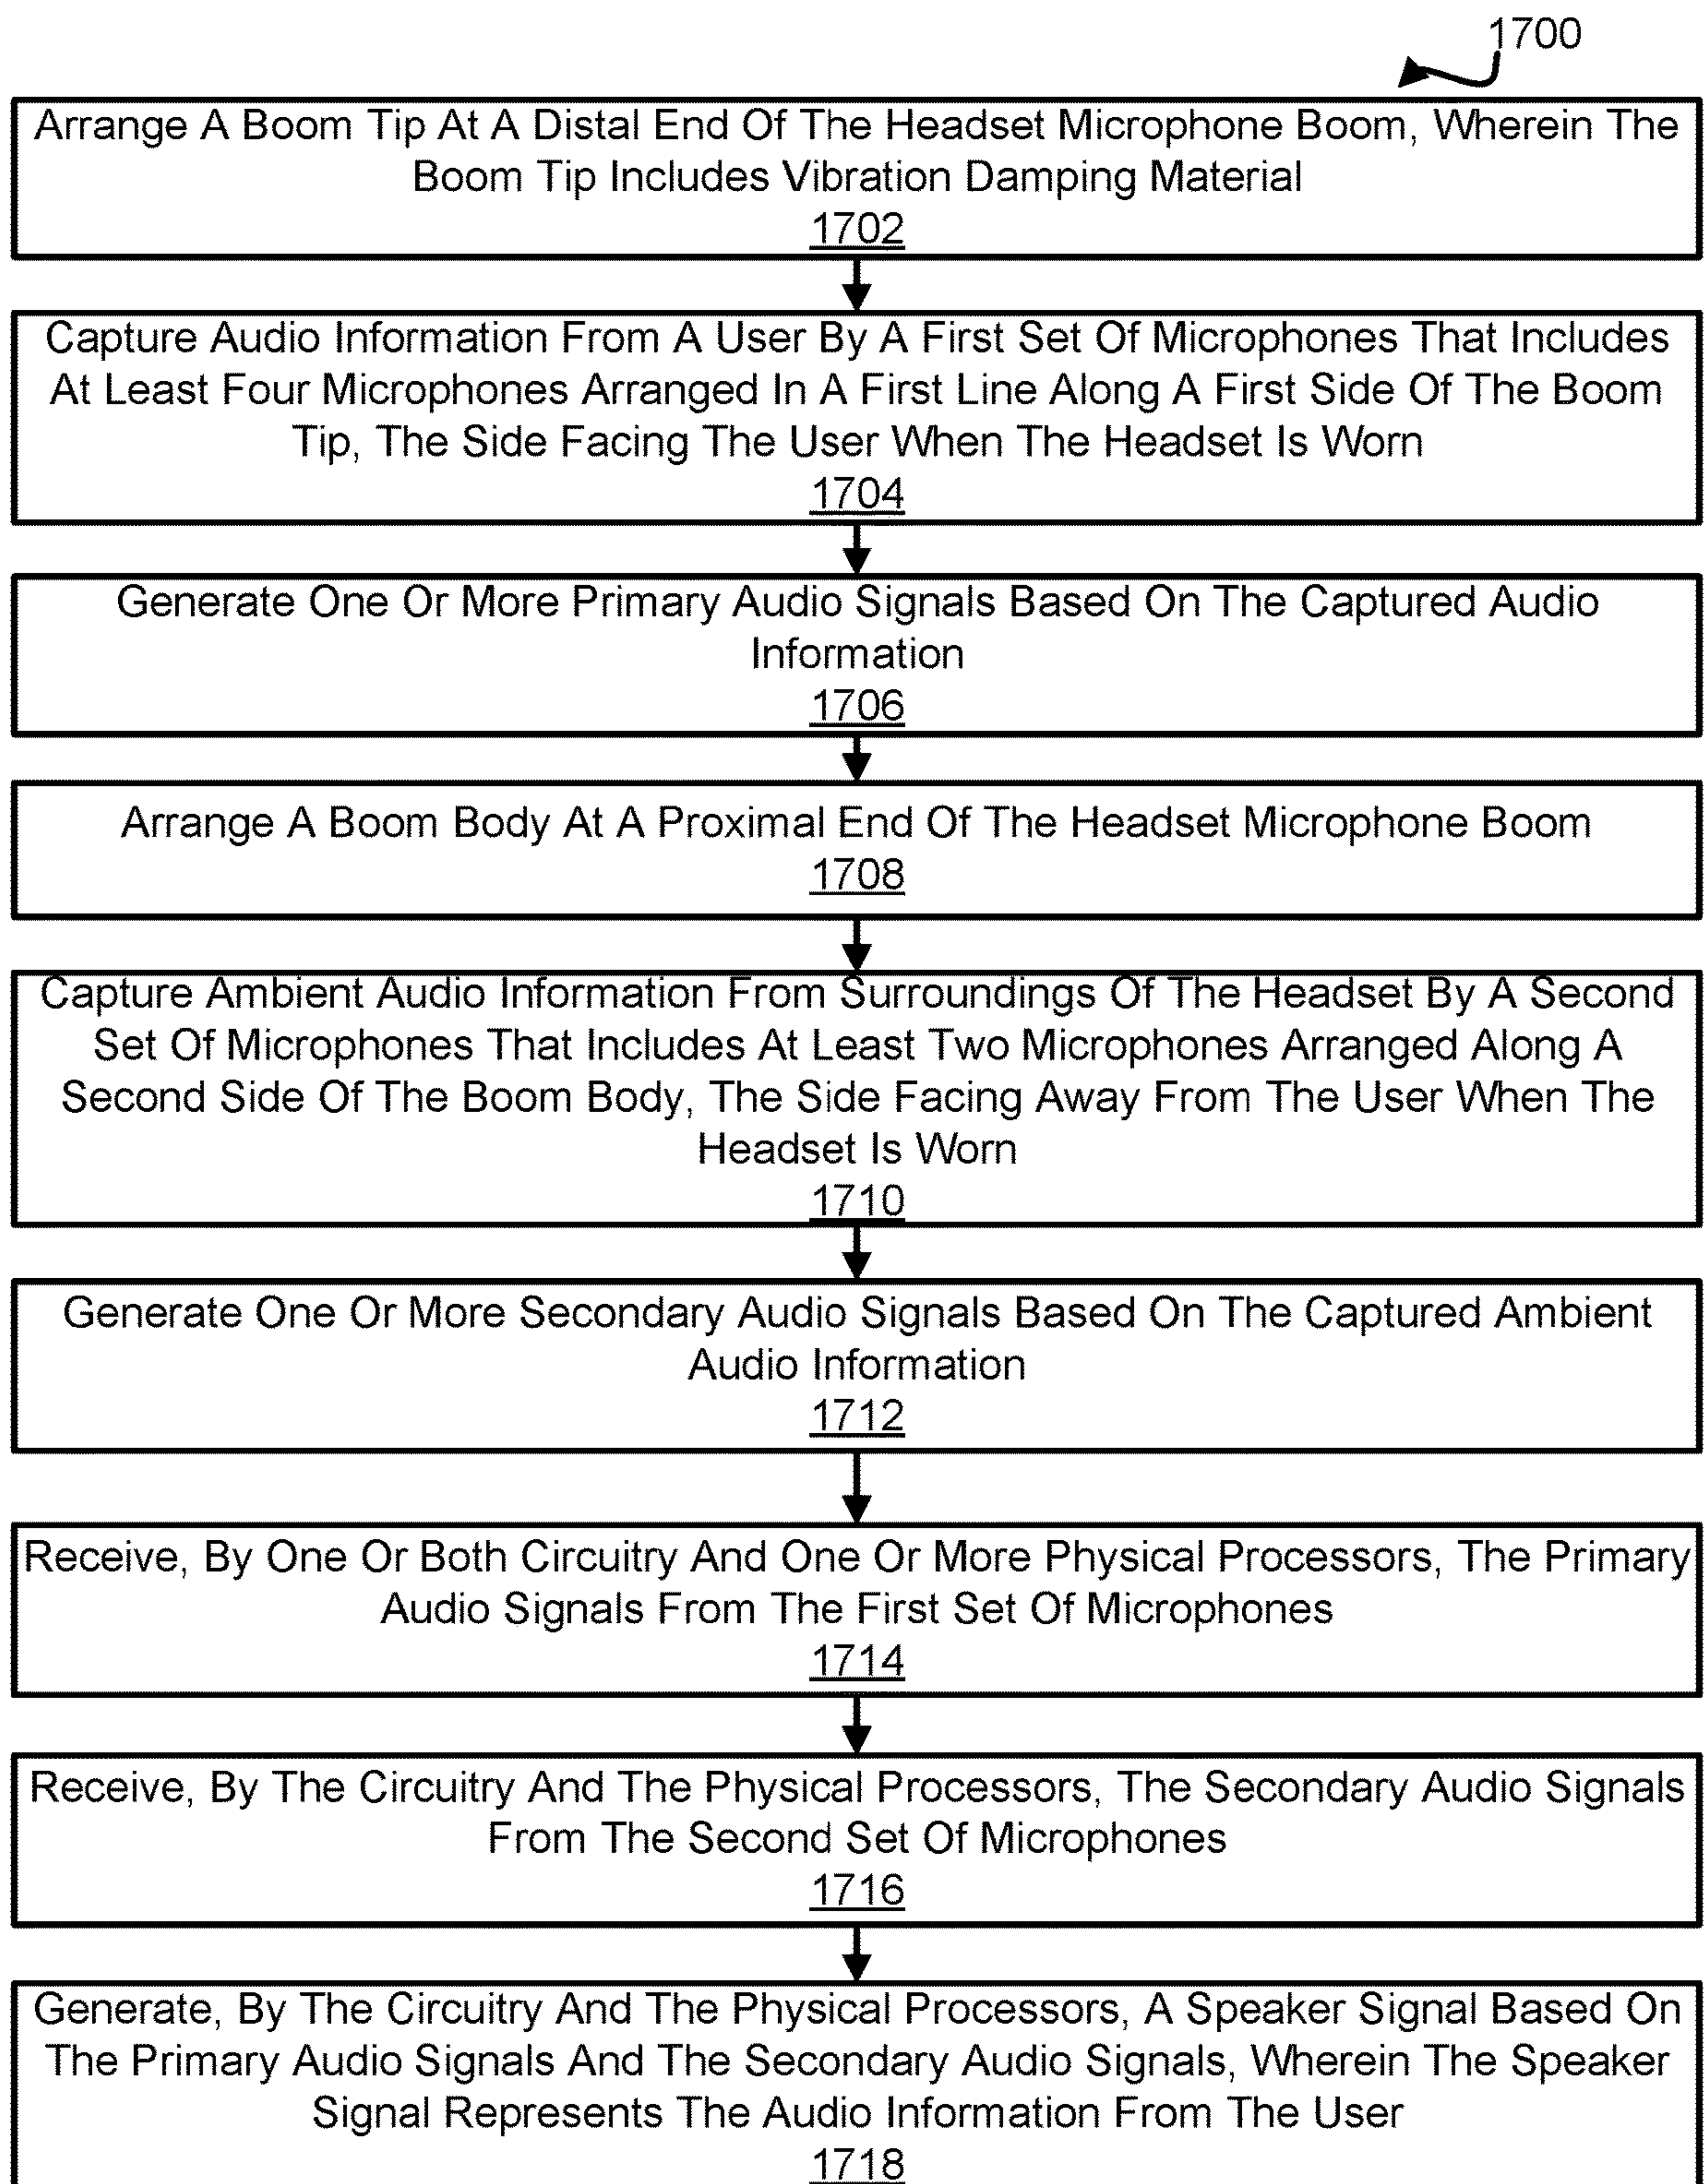 1700
Arrange A Boom Tip At A Distal End Of The Headset Microphone Boom, Wherein The
Boom Tip Includes Vibration Damping Material
1702
Capture Audio Information From A User By A First Set Of Microphones That Includes
At Least Four Microphones Arranged In A First Line Along A First Side Of The Boom
Tip, The Side Facing The User When The Headset Is Worn
1704
Generate One Or More Primary Audio Signals Based On The Captured Audio
Information
1706
Arrange A Boom Body At A Proximal End Of The Headset Microphone Boom
1708
Capture Ambient Audio Information From Surroundings Of The Headset By A Second
Set Of Microphones That Includes At Least Two Microphones Arranged Along A
Second Side Of The Boom Body, The Side Facing Away From The User When The
Headset Is Worn
1710
Generate One Or More Secondary Audio Signals Based On The Captured Ambient
Audio Information
1712
Receive, By One Or Both Circuitry And One Or More Physical Processors, The Primary
Audio Signals From The First Set Of Microphones
1714
Receive, By The Circuitry And The Physical Processors, The Secondary Audio Signals
From The Second Set Of Microphones
1716
Generate, By The Circuitry And The Physical Processors, A Speaker Signal Based On
The Primary Audio Signals And The Secondary Audio Signals, Wherein The Speaker
Signal Represents The Audio Information From The User
1718